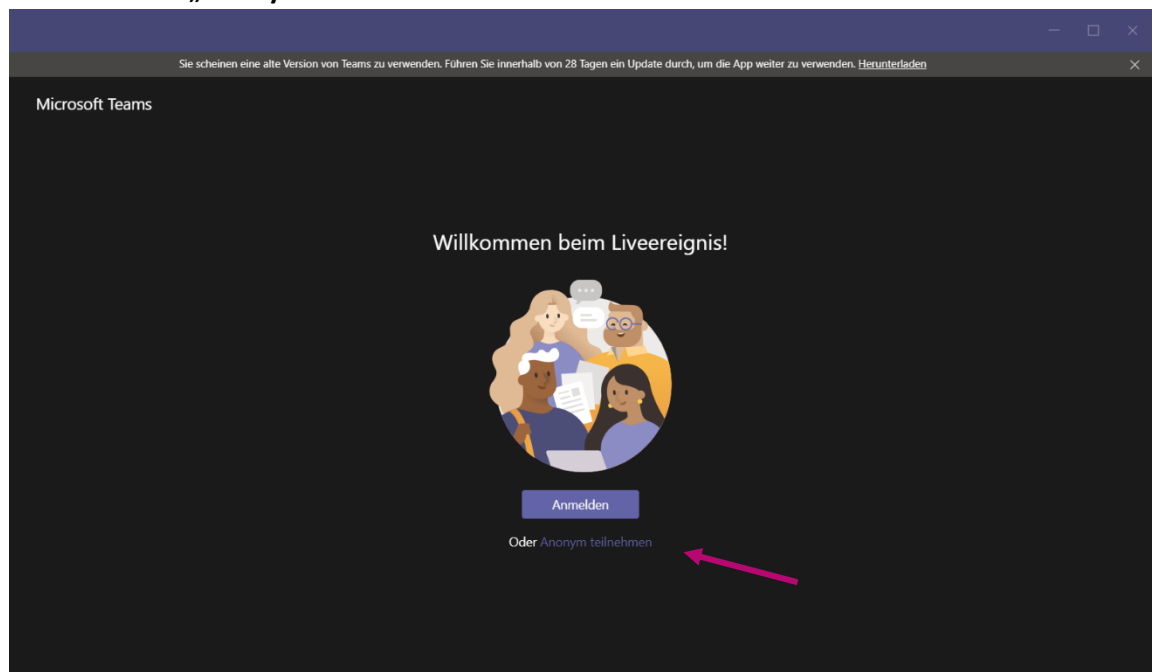 Sie scheinen eine alte Version von Teams zu verwenden. Führen Sie innerhalb von 28 Tagen ein Update durch, um die App weiter zu verwenden. Herunterladen
Microsoft Teams
Willkommen beim Liveereignis!
Anmelden
Oder Anonym teilnehmen